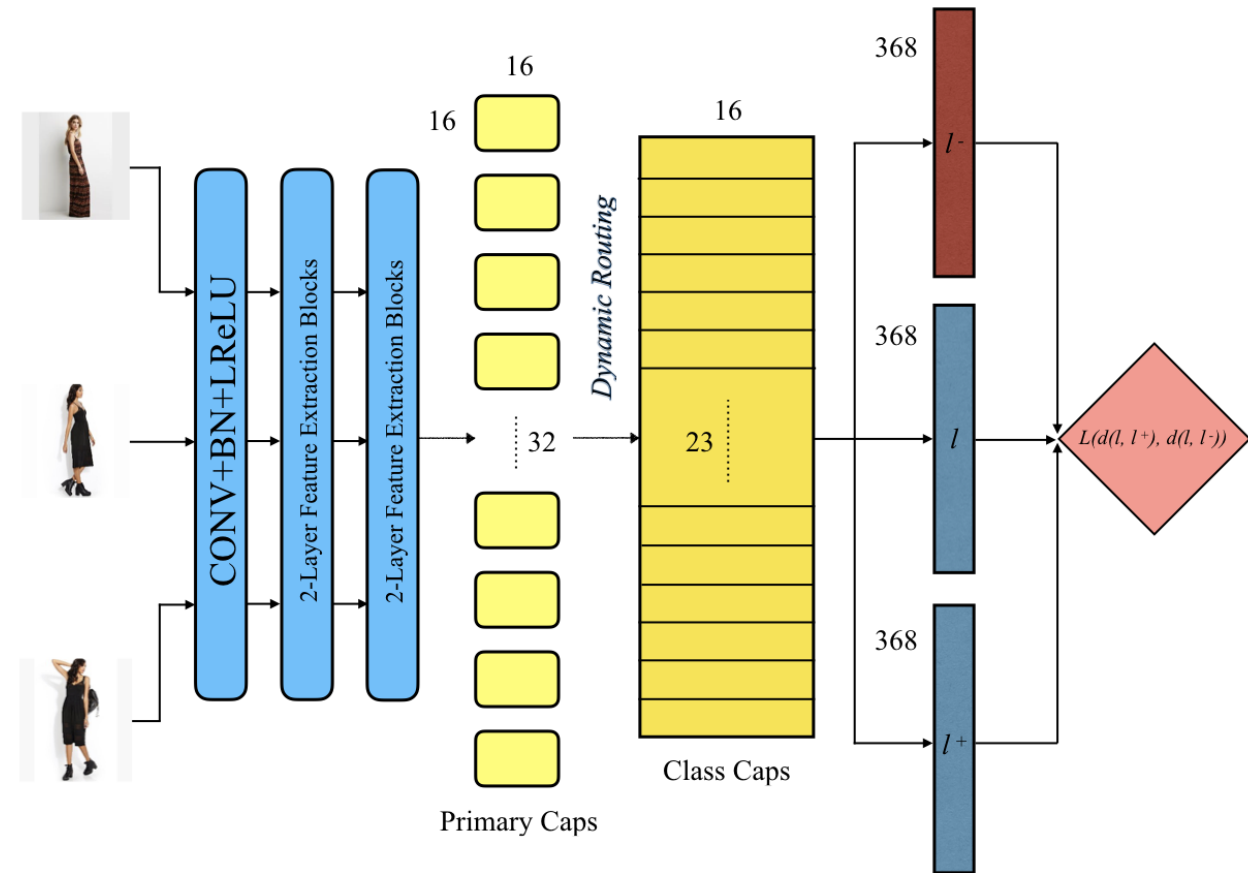 16
16
32
Primary Caps
CONV+BN+LReLU
2-Layer Feature Extraction Blocks
2-Layer Feature Extraction Blocks
Dynamic Routing
16
23
Class Caps
368
l -
368
l
368
l +
L(d(l, l+), d(l, l-))